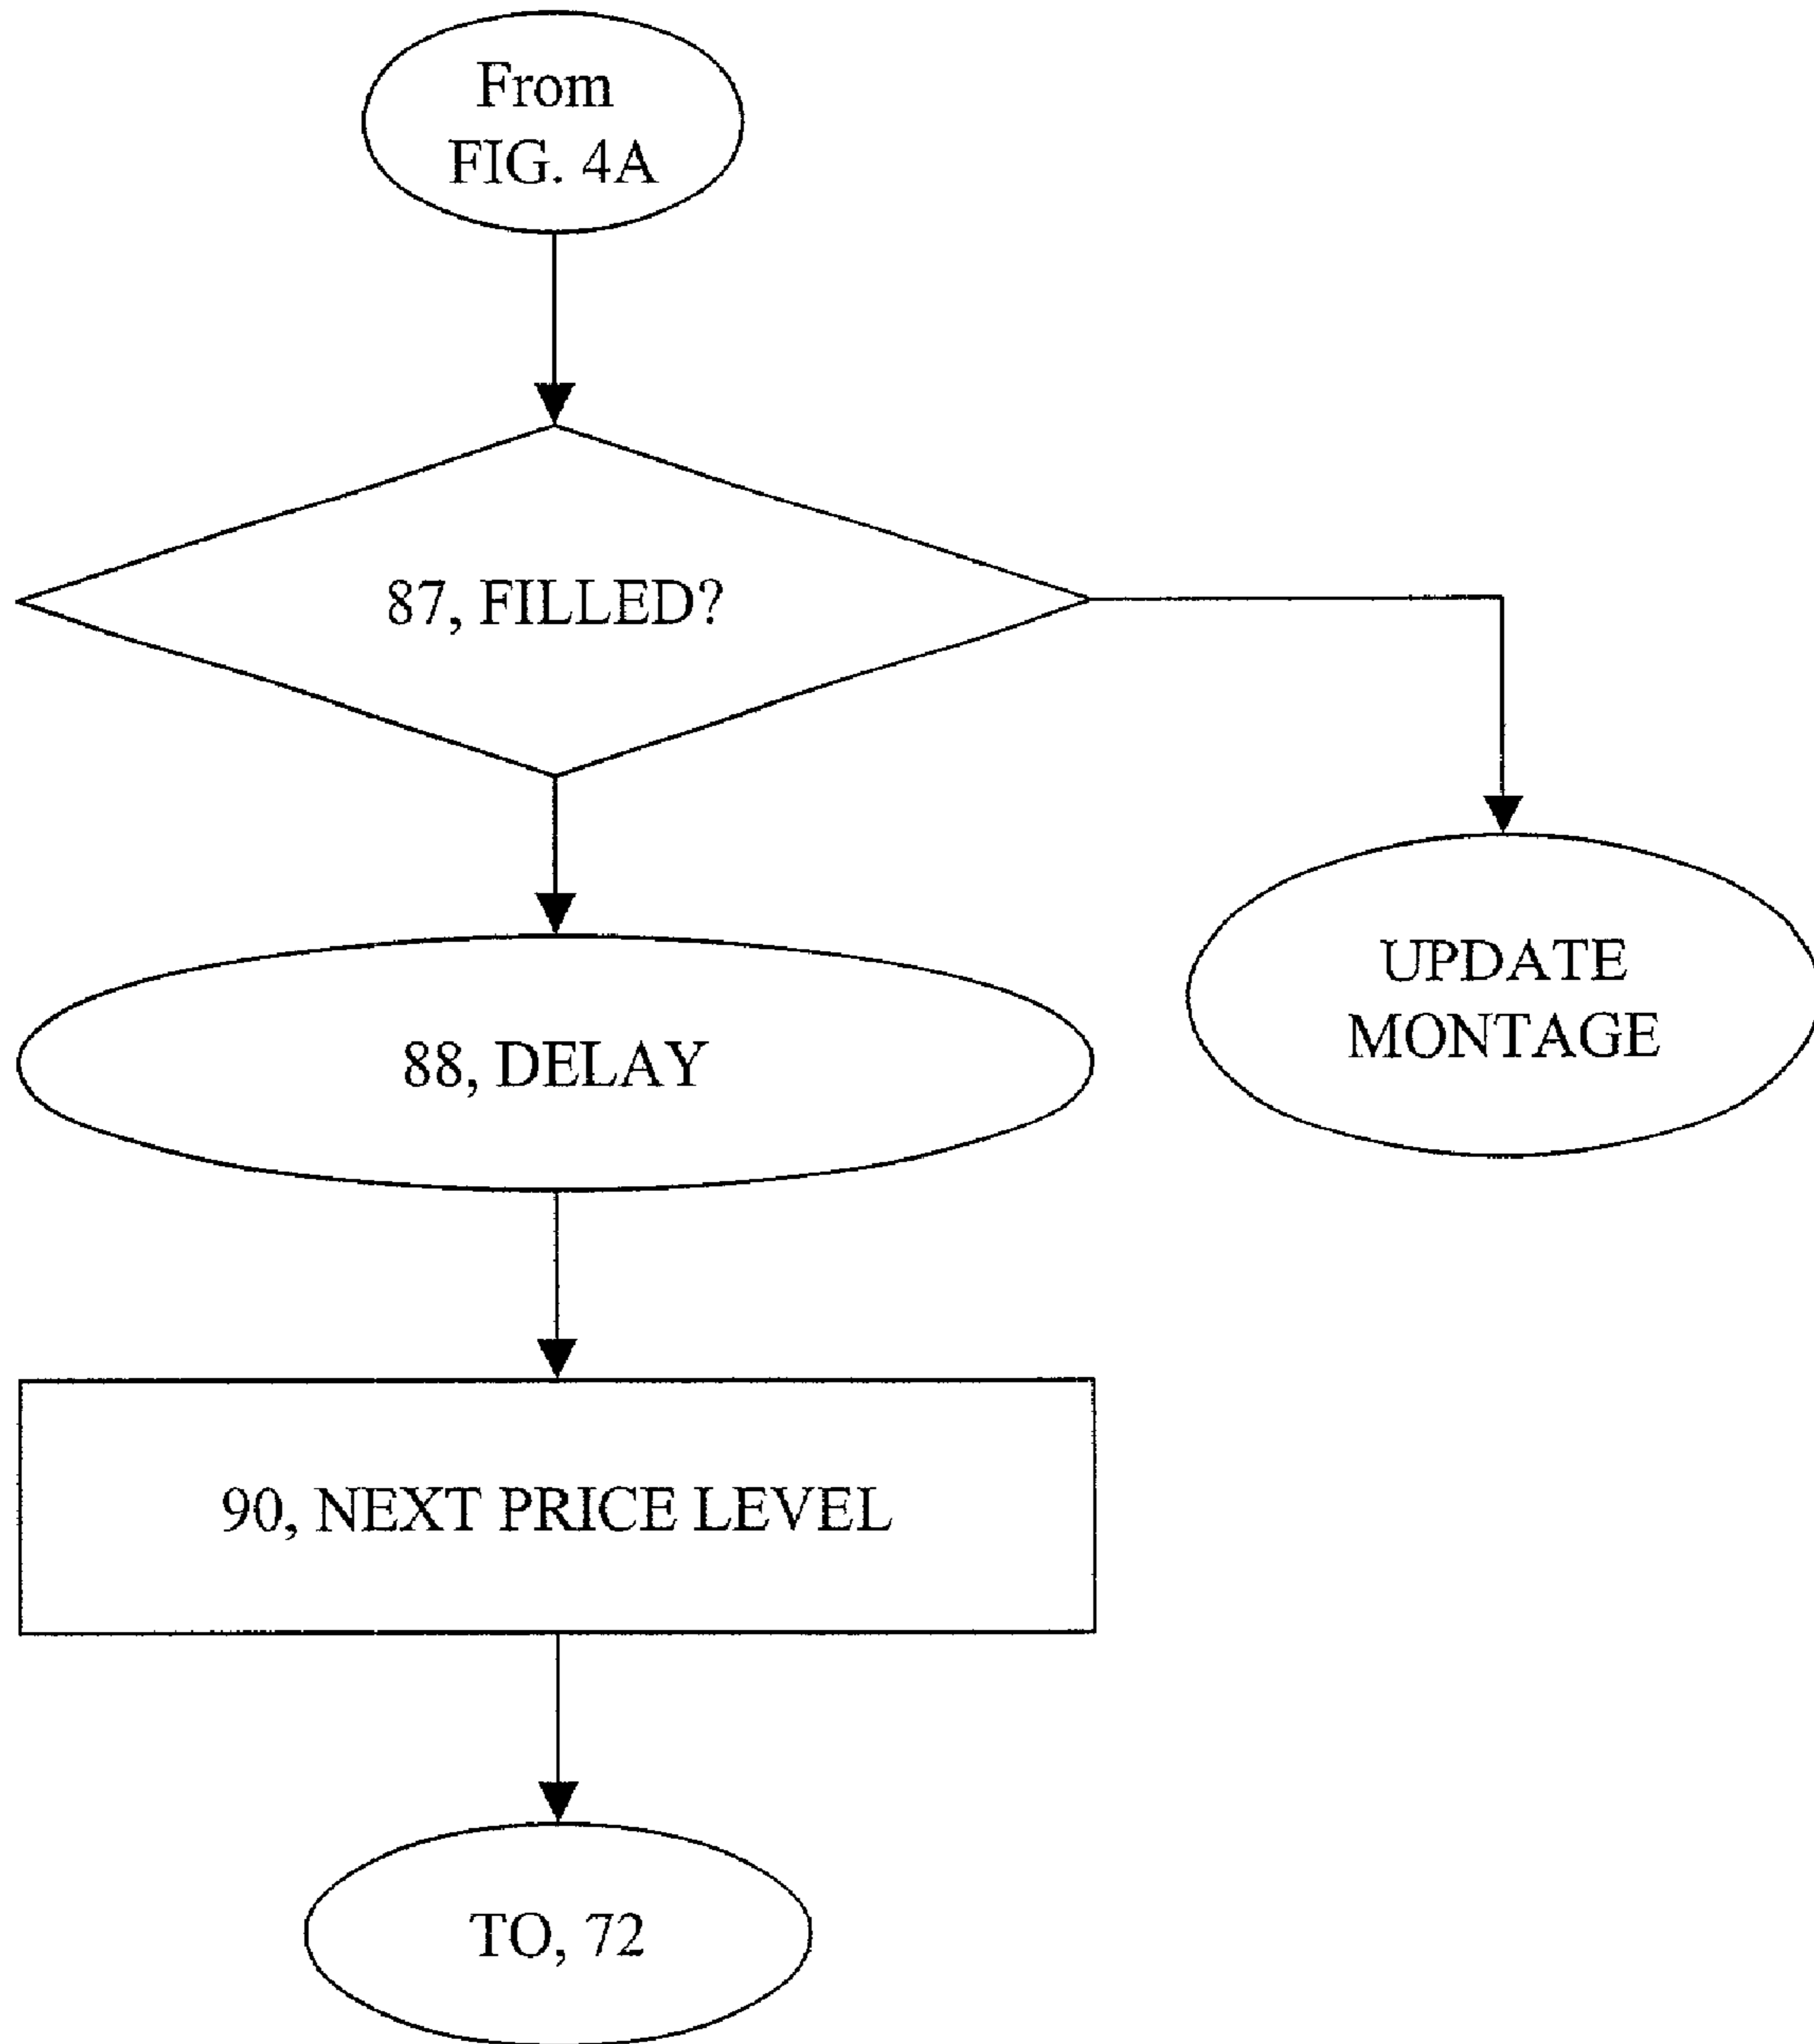 From
FIG. 4A
87, FILLED?
88, DELAY
UPDATE
MONTAGE
90, NEXT PRICE LEVEL
TO, 72